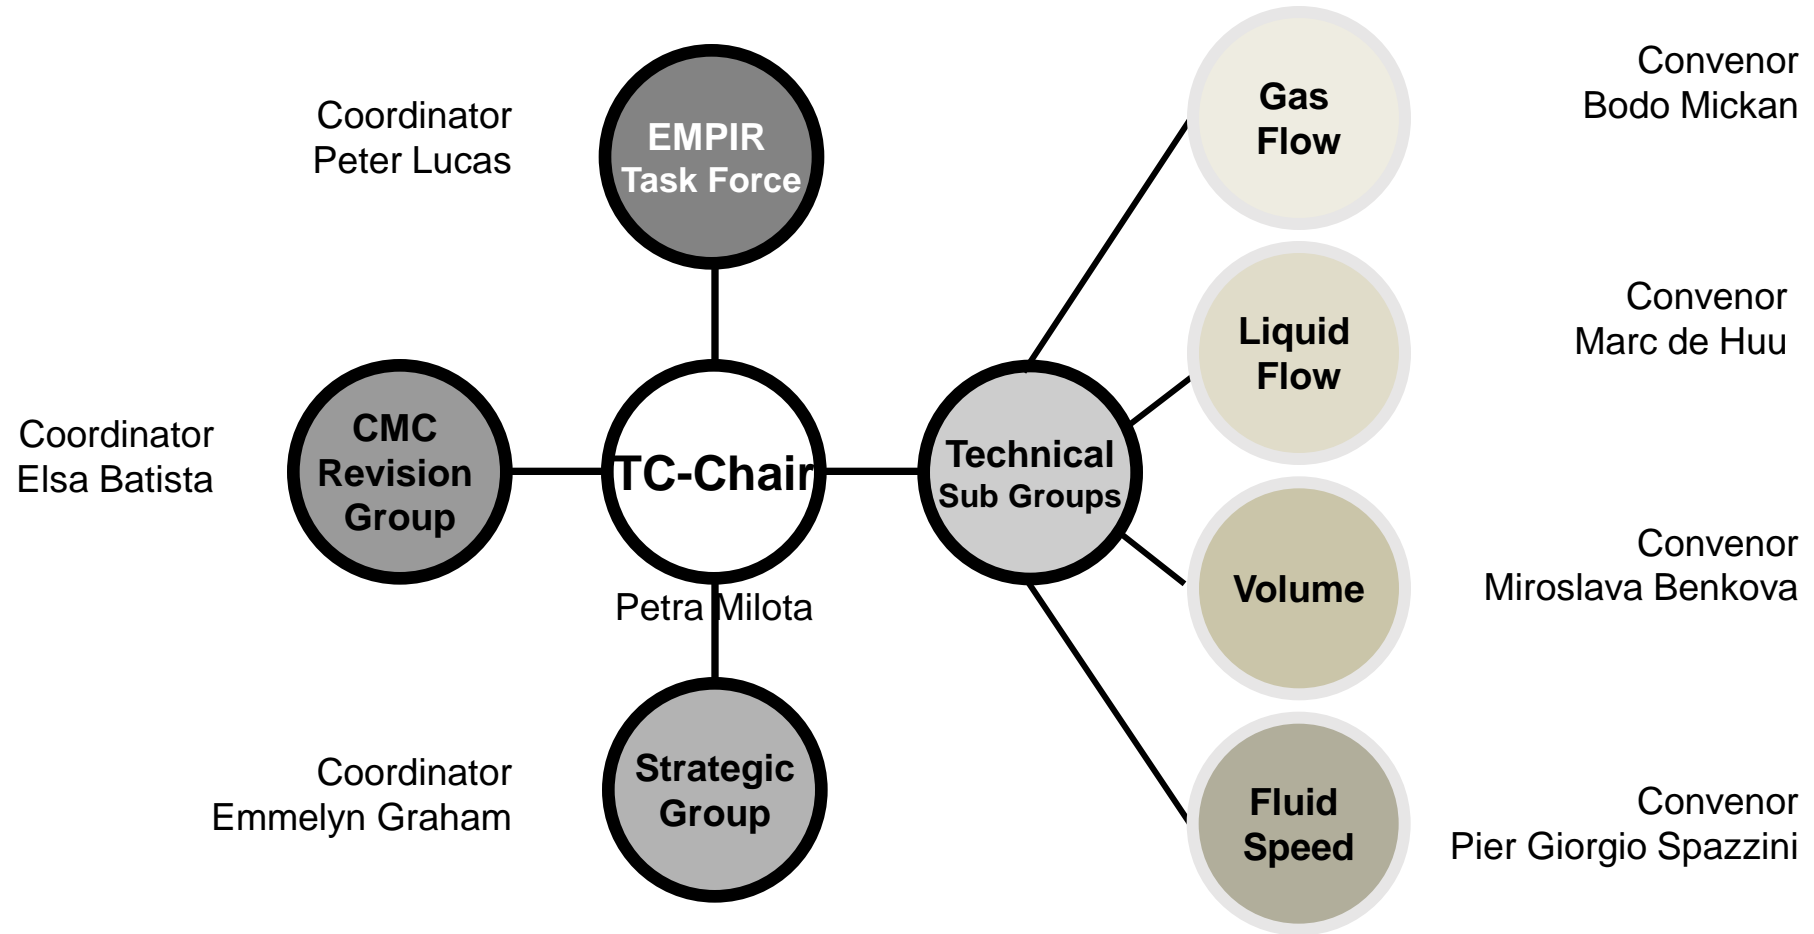 Coordinator
Peter Lucas
EMPIR
Task Force
Gas
Flow
Convenor
Bodo Mickan
Liquid
Flow
Convenor
Marc de Huu
Coordinator
Elsa Batista
CMC
Revision
Group
TC-Chair
Petra Milota
Technical
Sub Groups
Volume
Convenor
Miroslava Benkova
Coordinator
Emmelyn Graham
Strategic
Group
Fluid
Speed
Convenor
Pier Giorgio Spazzini